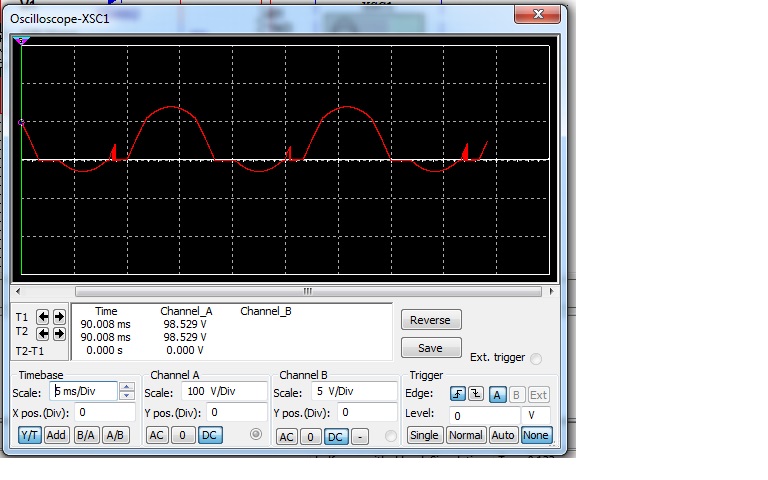 Oscilloscope-XSC1
Time Channel_A Channel_B
T1 90.008 ms 98.529 V
T2 90.008 ms 98.529 V
T2-T1 0.000 s 0.000 V
Reverse
Save
Ext. trigger
Timebase
Scale: 5 ms/Div
X pos.(Div): 0
Y/T Add B/A A/B
Channel A
Scale: 100 V/Div
Y pos.(Div): 0
AC 0 DC
Channel B
Scale: 5 V/Div
Y pos.(Div): 0
AC 0 DC -
Trigger
Edge: A B Ext
Level: 0 V
Single Normal Auto None